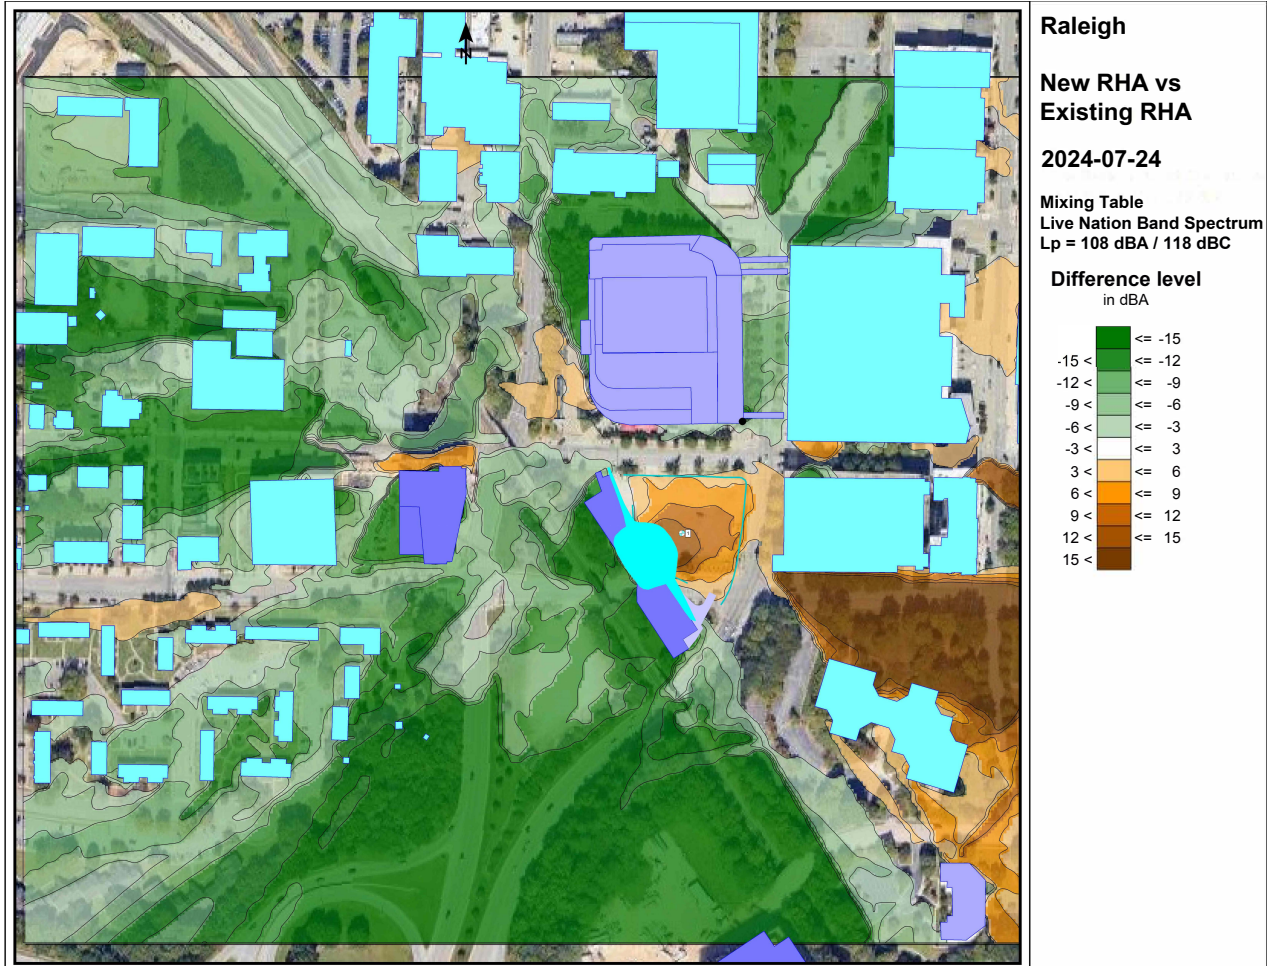 N
Raleigh
New RHA vs
Existing RHA
2024-07-24
Mixing Table
Live Nation Band Spectrum
Lp = 108 dBA / 118 dBC
Difference level
in dBA
<= -15
-15 < <= -12
-12 < <= -9
-9 < <= -6
-6 < <= -3
-3 < <= 3
3 < <= 6
6 < <= 9
9 < <= 12
12 < <= 15
15 <